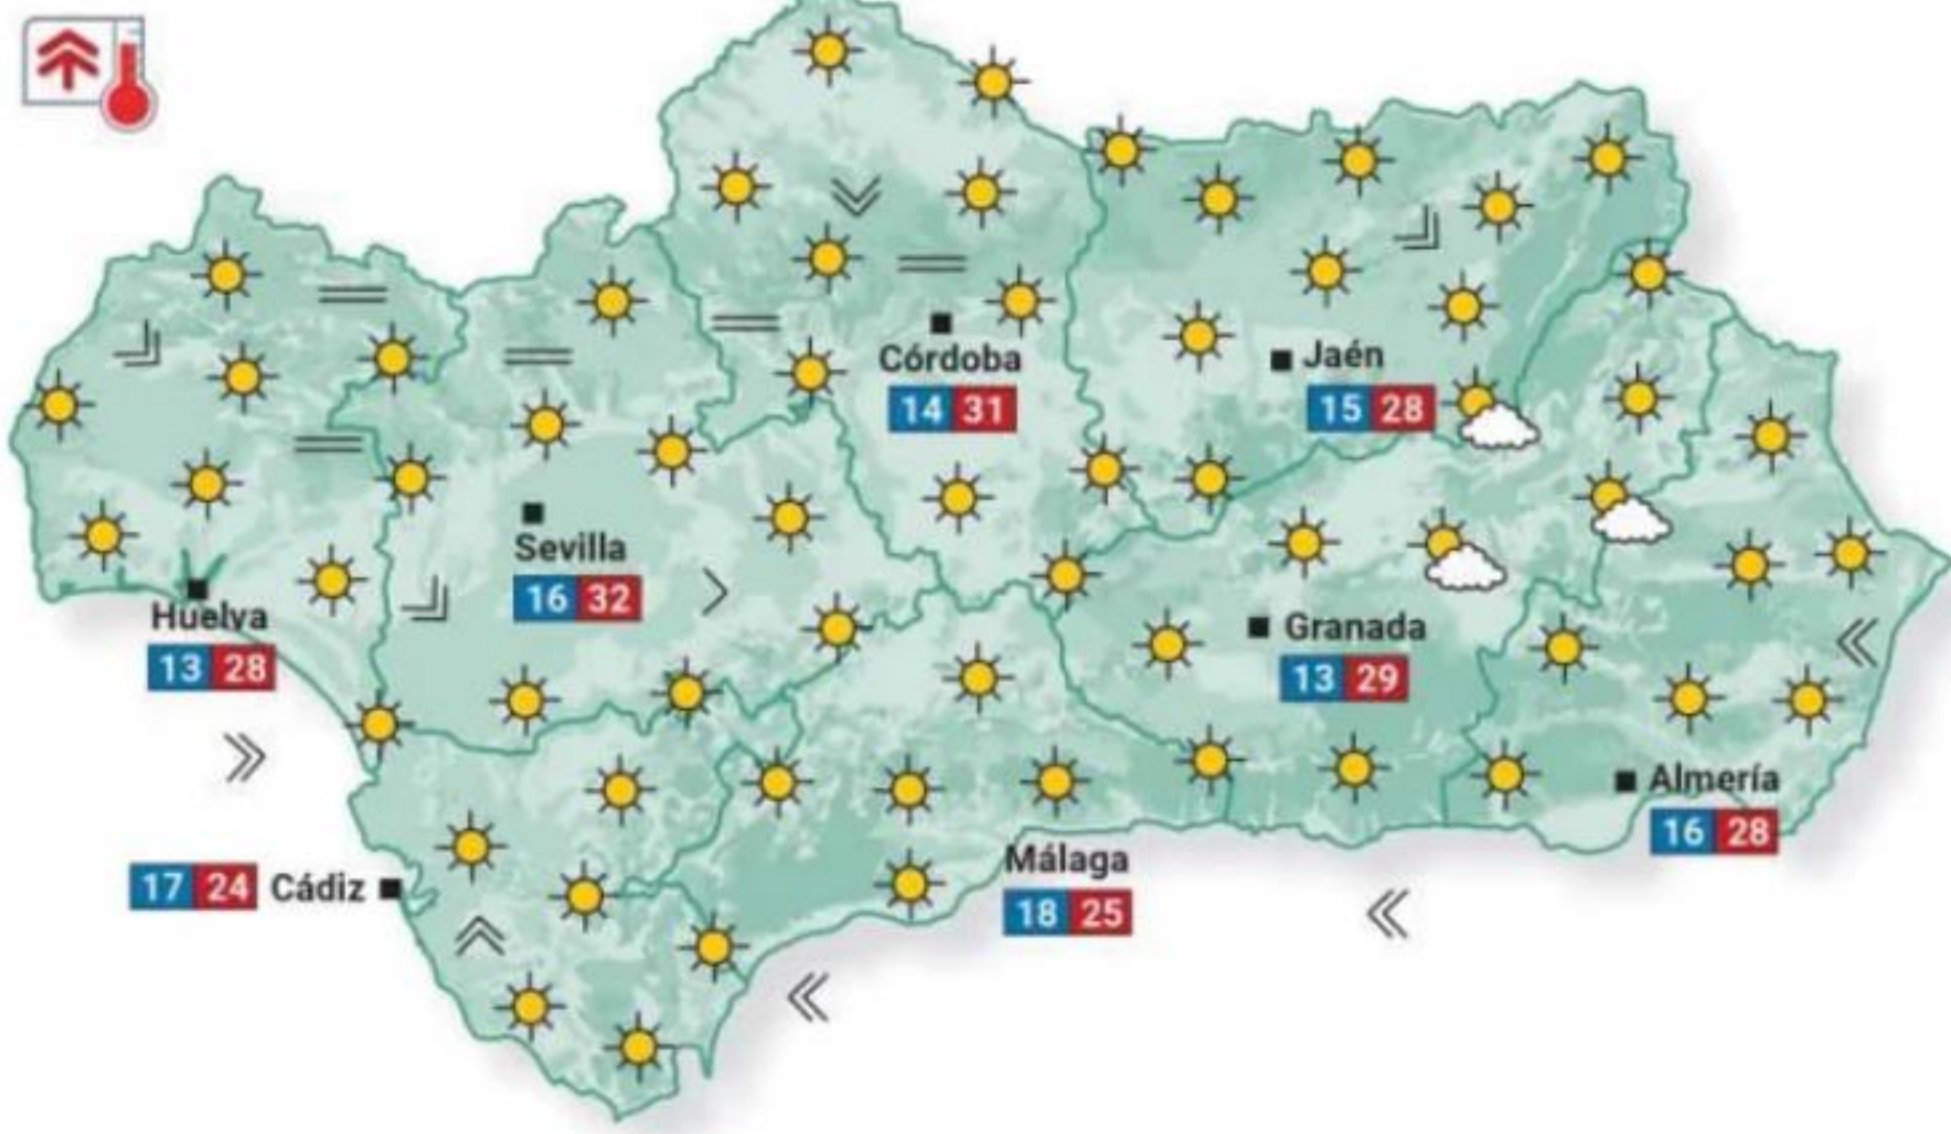 Córdoba
14 31
Jaén
15 28
Sevilla
16 32
Huelva
13 28
Granada
13 29
Almería
16 28
Málaga
18 25
17 24 Cádiz